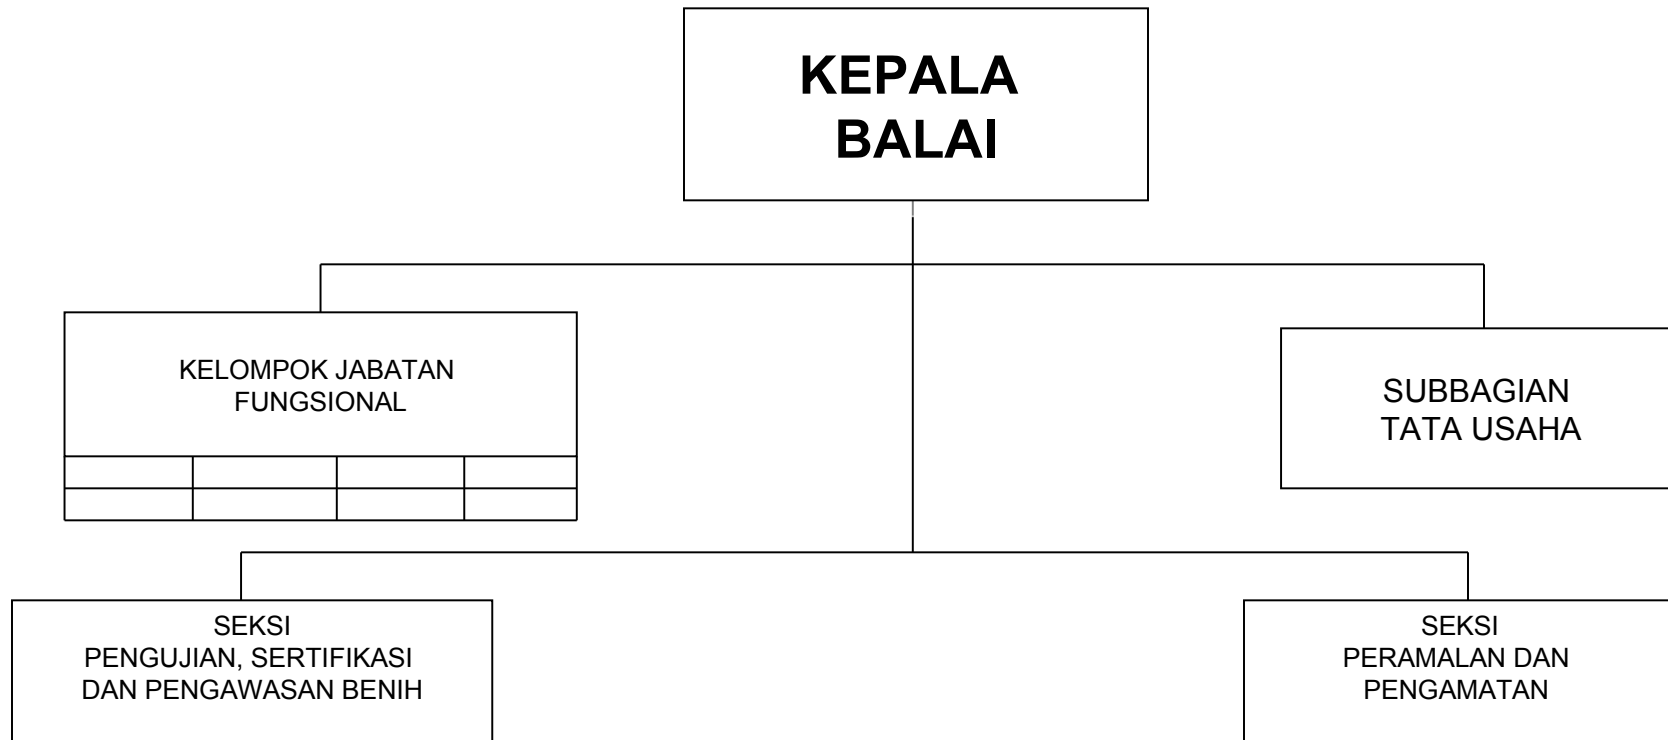 KEPALA
BALAI
KELOMPOK JABATAN
FUNGSIONAL
SUBBAGIAN
TATA USAHA
SEKSI
PENGUJIAN, SERTIFIKASI
DAN PENGAWASAN BENIH
SEKSI
PERAMALAN DAN
PENGAMATAN